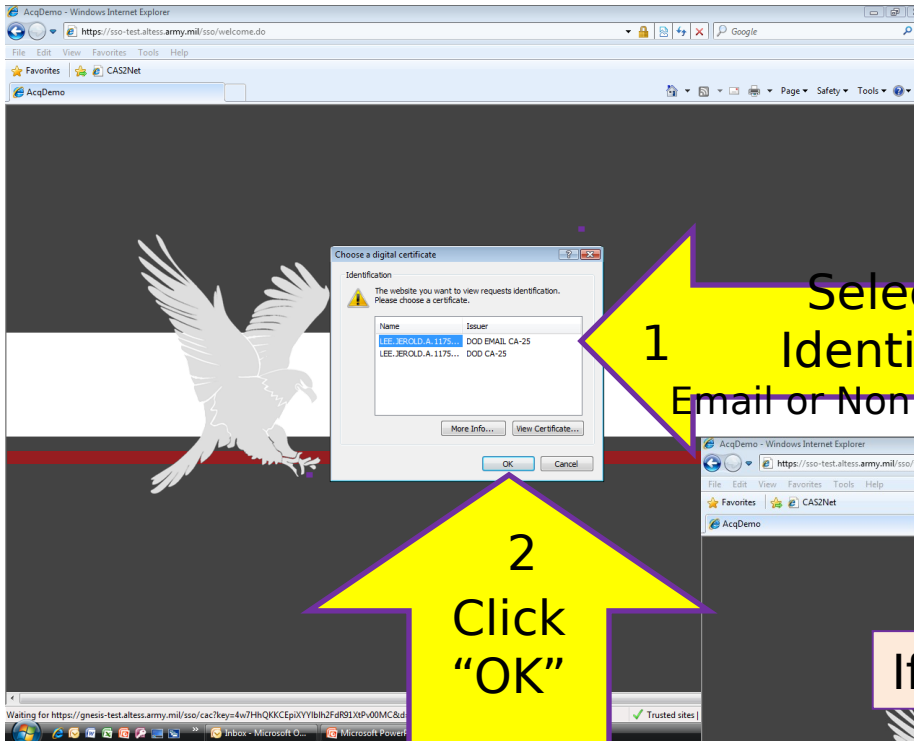 AcqDemo - Windows Internet Explorer
https://sso-test.altess.army.mil/sso/welcome.do
Google
File Edit View Favorites Tools Help
Favorites CAS2Net
AcqDemo
Page Safety Tools
Choose a digital certificate
Identification
The website you want to view requests identification.
Please choose a certificate.
Name Issuer
LEE.JEROLD.A.1175... DOD EMAIL CA-25
LEE.JEROLD.A.1175... DOD CA-25
More Info... View Certificate...
OK Cancel
1
Selec
Identi
Email or Non
2
Click
“OK”
AcqDemo - Windows Internet Explorer
https://sso-test.altess.army.mil/sso/
File Edit View Favorites Tools Help
Favorites CAS2Net
AcqDemo
If
Waiting for https://gnesis-test.altess.army.mil/sso/cac?key=4w7HhQKKCEpiXYYIbIh2FdR91XtPv00MC&d
Trusted sites |
Inbox - Microsoft O...
Microsoft PowerP